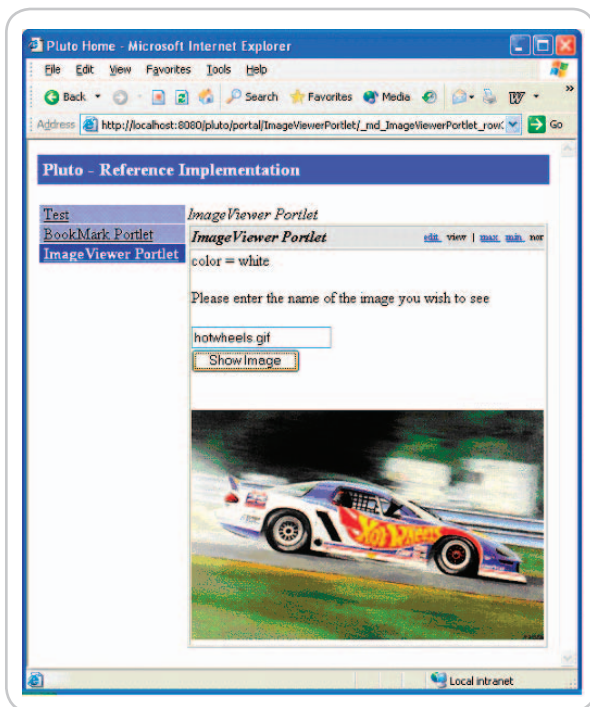 Pluto Home - Microsoft Internet Explorer
File Edit View Favorites Tools Help
Back Search Favorites Media »
Address http://localhost:8080/pluto/portal/ImageViewerPortlet/_md_ImageViewerPortlet_row Go
Pluto - Reference Implementation
Test
BookMark Portlet
ImageViewer Portlet
ImageViewer Portlet
ImageViewer Portlet edit view | max min nor
color = white
Please enter the name of the image you wish to see
hotwheels.gif
Show Image
Hot Wheels
Local intranet